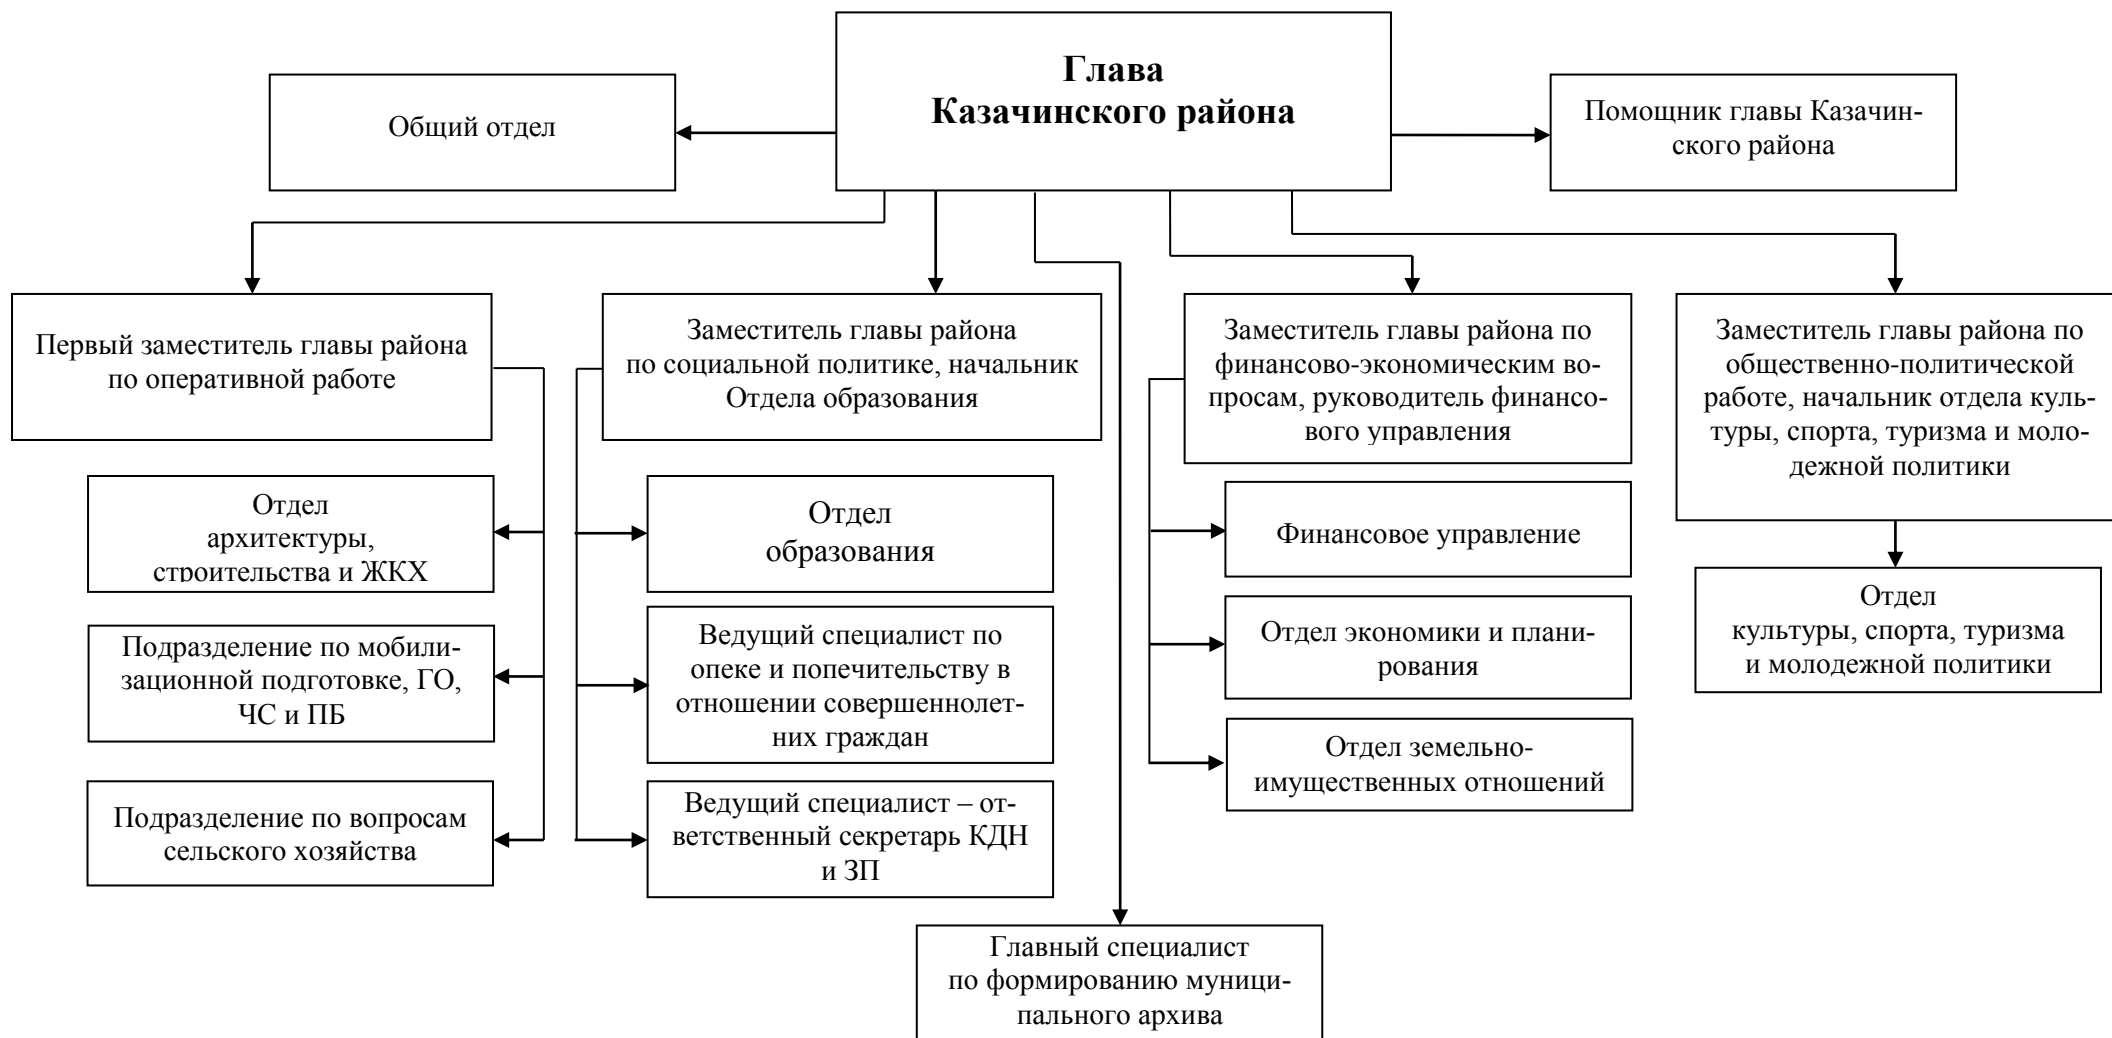 Глава
Казачинского района
Общий отдел
Помощник главы Казачин-
ского района
Первый заместитель главы района
по оперативной работе
Заместитель главы района
по социальной политике, начальник
Отдела образования
Заместитель главы района по
финансово-экономическим во-
просам, руководитель финансо-
вого управления
Заместитель главы района по
общественно-политической
работе, начальник отдела куль-
туры, спорта, туризма и моло-
дежной политики
Отдел
архитектуры,
строительства и ЖКХ
Подразделение по мобили-
зационной подготовке, ГО,
ЧС и ПБ
Подразделение по вопросам
сельского хозяйства
Отдел
образования
Ведущий специалист по
опеке и попечительству в
отношении совершеннолет-
них граждан
Ведущий специалист – от-
ветственный секретарь КДН
и ЗП
Финансовое управление
Отдел экономики и плани-
рования
Отдел земельно-
имущественных отношений
Отдел
культуры, спорта, туризма
и молодежной политики
Главный специалист
по формированию муници-
пального архива